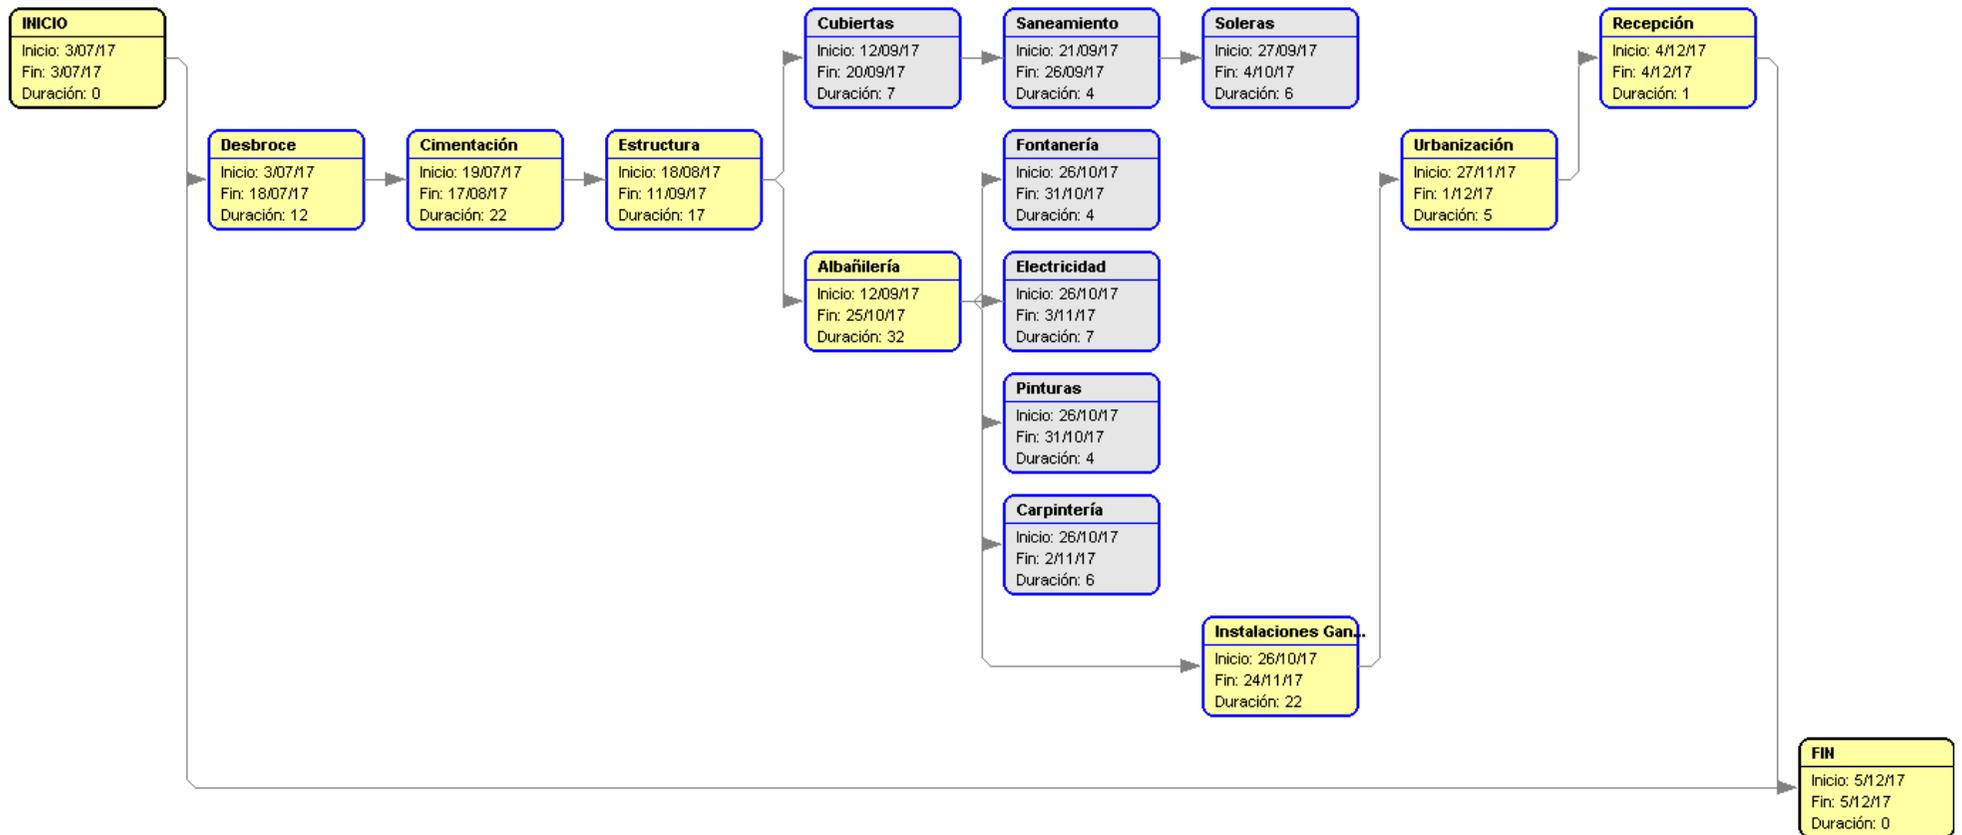 INICIO
Inicio: 3/07/17
Fin: 3/07/17
Duración: 0
Desbroce
Inicio: 3/07/17
Fin: 18/07/17
Duración: 12
Cimentación
Inicio: 19/07/17
Fin: 17/08/17
Duración: 22
Estructura
Inicio: 18/08/17
Fin: 11/09/17
Duración: 17
Cubiertas
Inicio: 12/09/17
Fin: 20/09/17
Duración: 7
Saneamiento
Inicio: 21/09/17
Fin: 26/09/17
Duración: 4
Soleras
Inicio: 27/09/17
Fin: 4/10/17
Duración: 6
Albañilería
Inicio: 12/09/17
Fin: 25/10/17
Duración: 32
Fontanería
Inicio: 26/10/17
Fin: 31/10/17
Duración: 4
Electricidad
Inicio: 26/10/17
Fin: 3/11/17
Duración: 7
Pinturas
Inicio: 26/10/17
Fin: 31/10/17
Duración: 4
Carpintería
Inicio: 26/10/17
Fin: 2/11/17
Duración: 6
Instalaciones Gan...
Inicio: 26/10/17
Fin: 24/11/17
Duración: 22
Urbanización
Inicio: 27/11/17
Fin: 1/12/17
Duración: 5
Recepción
Inicio: 4/12/17
Fin: 4/12/17
Duración: 1
FIN
Inicio: 5/12/17
Fin: 5/12/17
Duración: 0